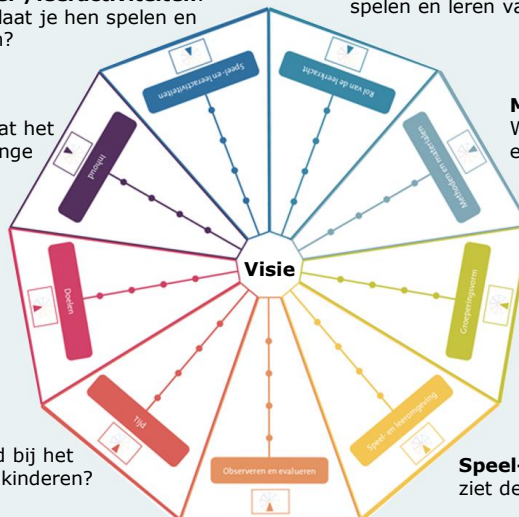 leeractiviteiten
laat je hen spelen en
n?
spelen en leren va
at het
nge
Speel- en leeractiviteiten
Rol van de leerkracht
Methoden en materialen
Inhoud
Visie
Doelen
Groeperingsvorm
Tijd
Speel- en leeromgeving
Observeren en evalueren
d bij het
kinderen?
Speel-
ziet de